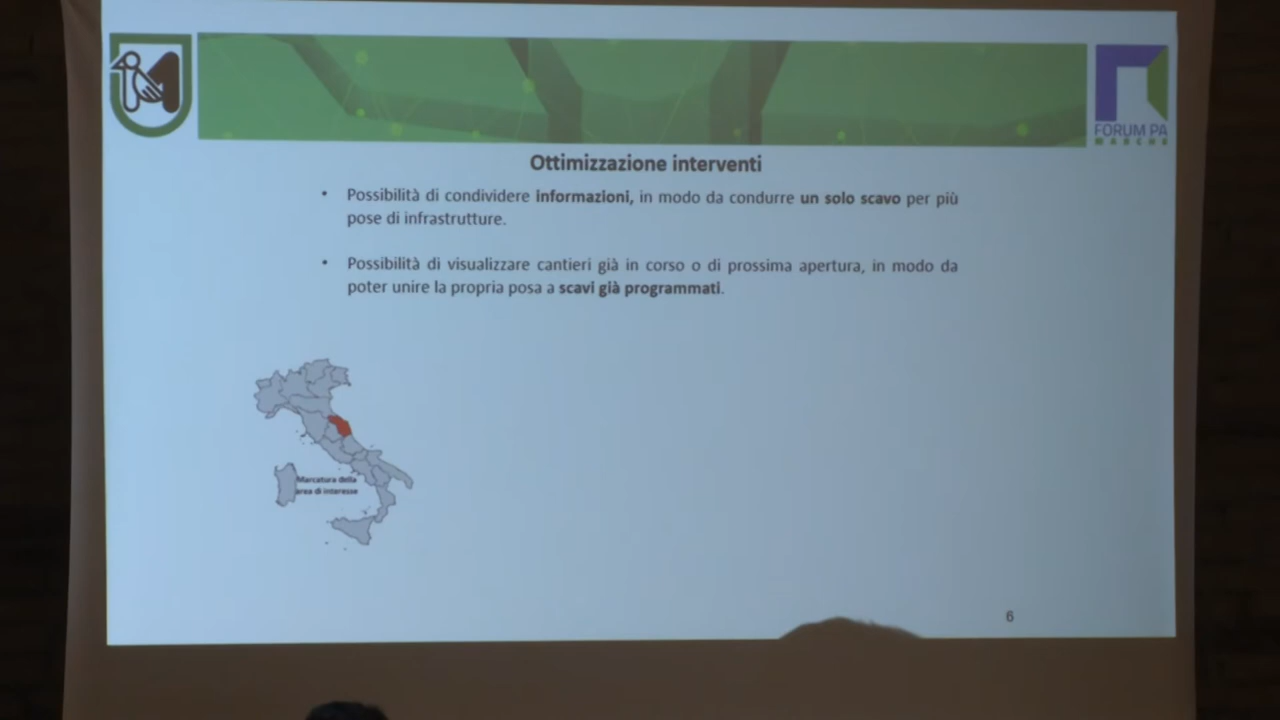 FORUM PA
MARCHE
Ottimizzazione interventi
• Possibilità di condividere informazioni, in modo da condurre un solo scavo per più
pose di infrastrutture.
• Possibilità di visualizzare cantieri già in corso o di prossima apertura, in modo da
poter unire la propria posa a scavi già programmati.
Marcatura della
area di interesse
6